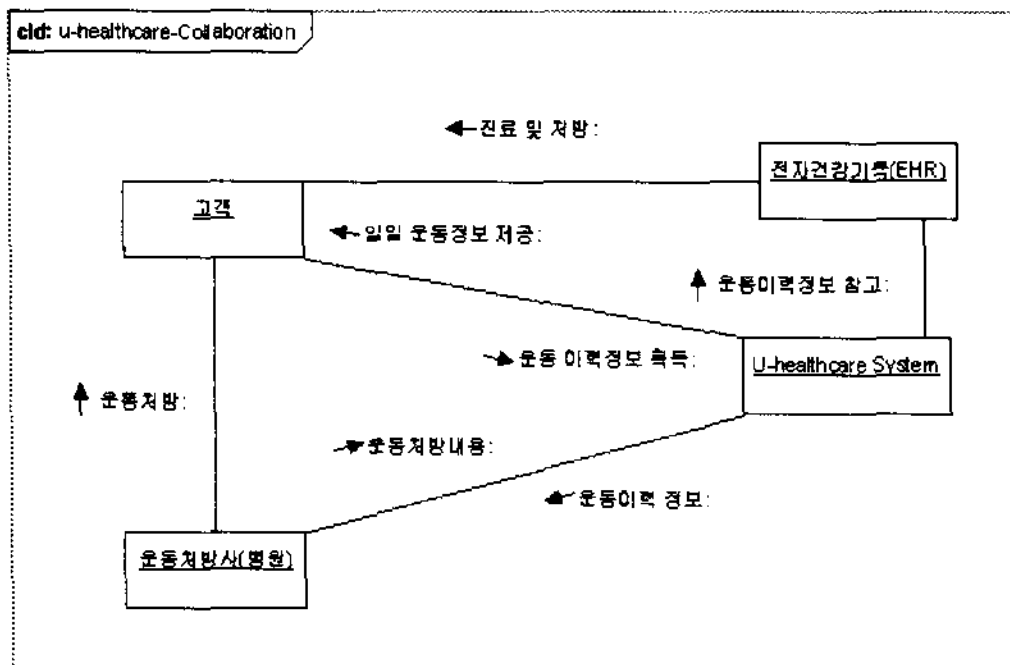 cld: u-healthcare-Collaboration
진료 및 처방:
전자건강기록(EHR)
고객
일일 운동정보 제공:
운동이력정보 참고:
운동 이력정보 획득:
U-healthcare System
운동처방:
운동처방내용:
운동이력 정보:
운동처방사(병원)